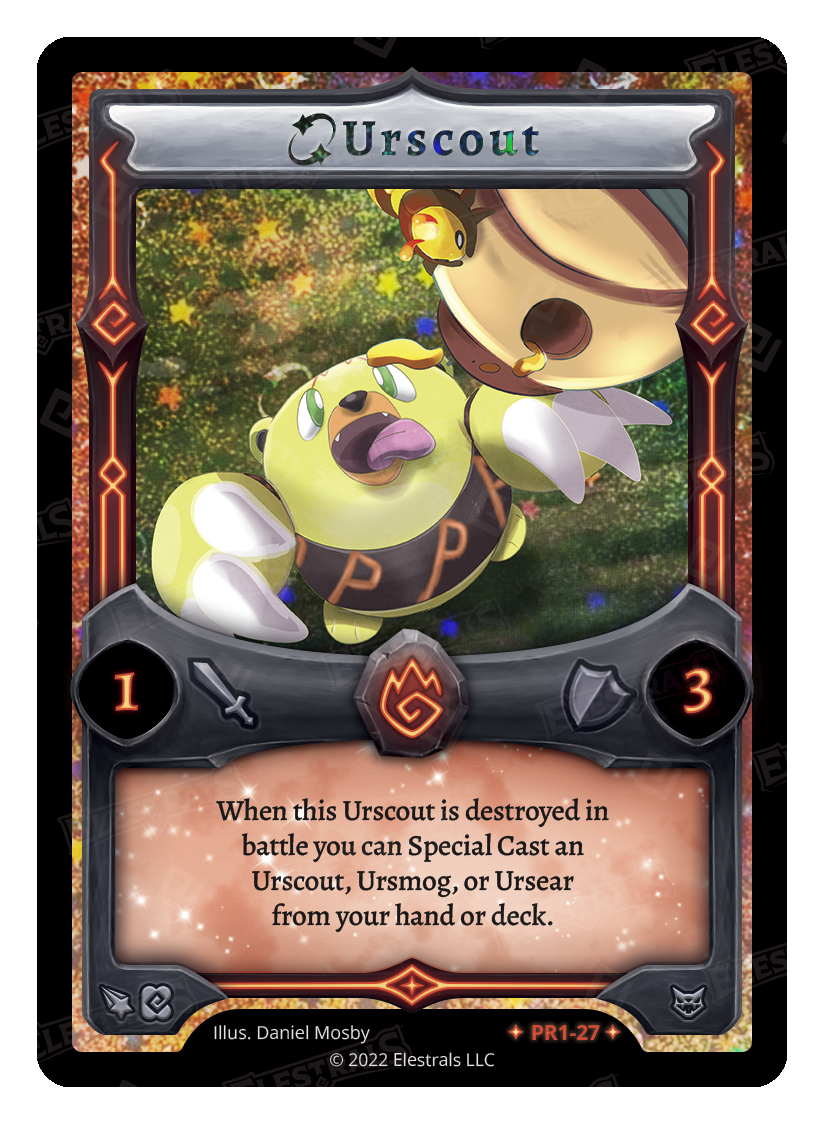 Urscout
1
3
When this Urscout is destroyed in
battle you can Special Cast an
Urscout, Ursmog, or Ursear
from your hand or deck.
Illus. Daniel Mosby
PR1-27
© 2022 Elestrals LLC